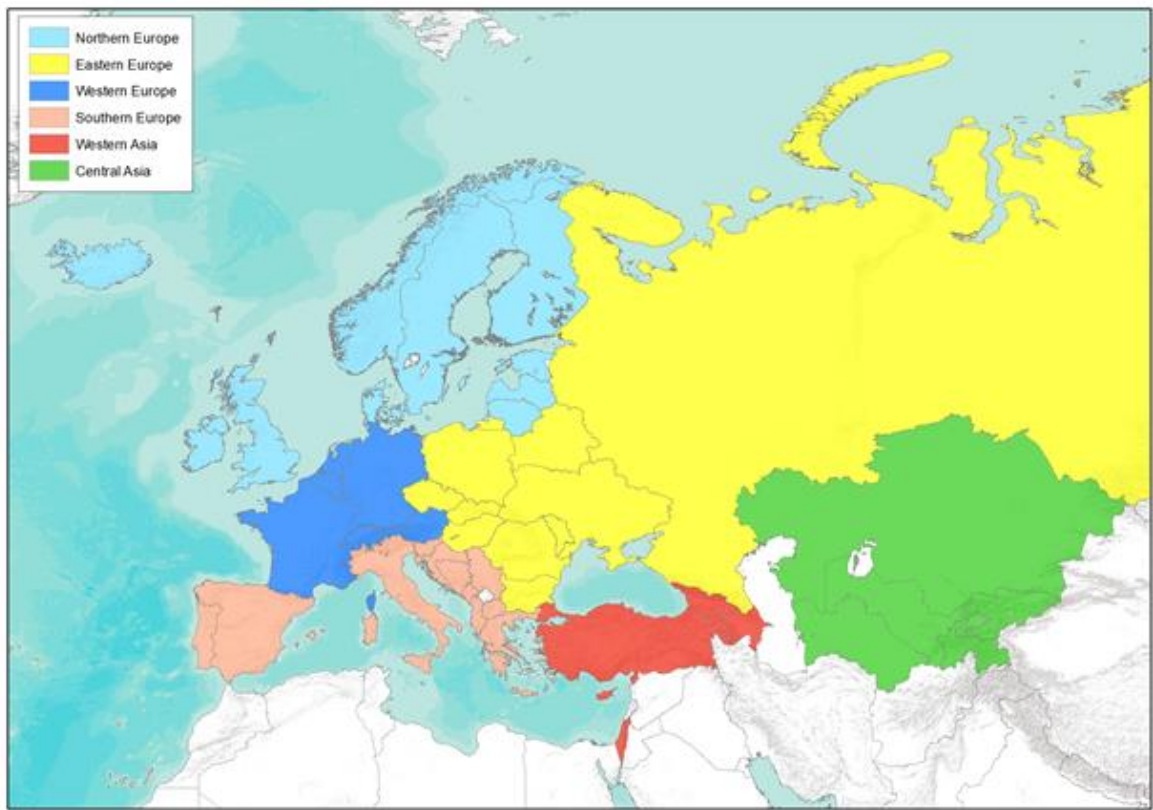 Northern Europe
Eastern Europe
Western Europe
Southern Europe
Western Asia
Central Asia